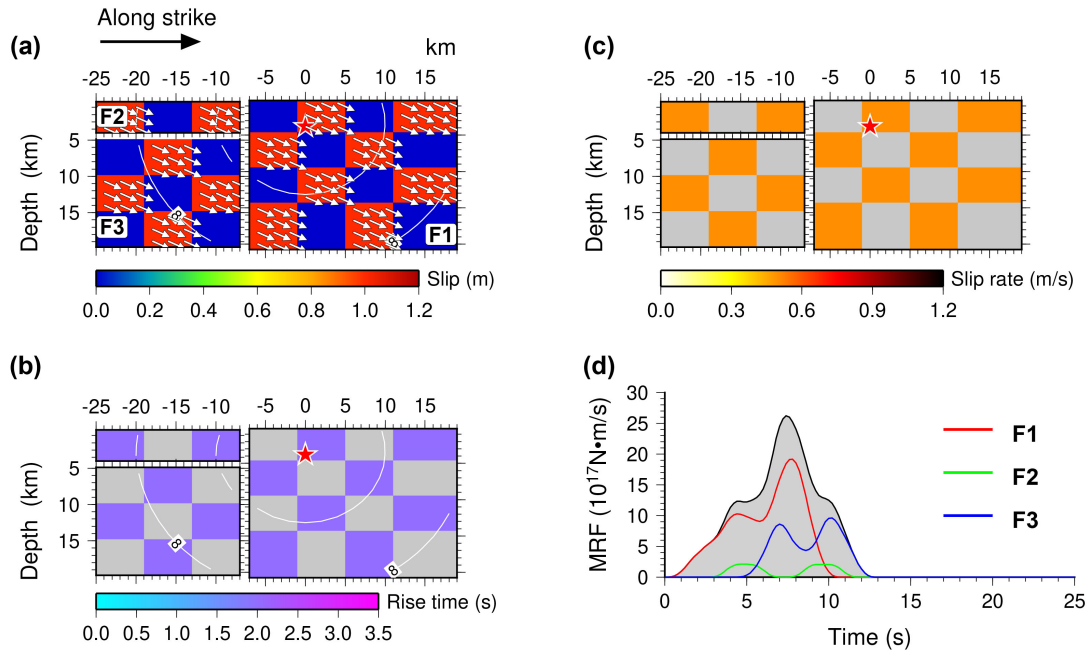 Along strike
(a)
km
-25 -20 -15 -10 -5 0 5 10 15
F2
5
10
15
Depth (km)
F3
8
F1
8
0.0 0.2 0.4 0.6 0.8 1.0 1.2
Slip (m)
(c)
-25 -20 -15 -10 -5 0 5 10 15
5
10
15
Depth (km)
0.0 0.3 0.6 0.9 1.2
Slip rate (m/s)
(b)
-25 -20 -15 -10 -5 0 5 10 15
5
10
15
Depth (km)
8
8
0.0 0.5 1.0 1.5 2.0 2.5 3.0 3.5
Rise time (s)
(d)
30
25
20
15
10
5
0
MRF (10¹⁷N•m/s)
F1
F2
F3
0 5 10 15 20 25
Time (s)